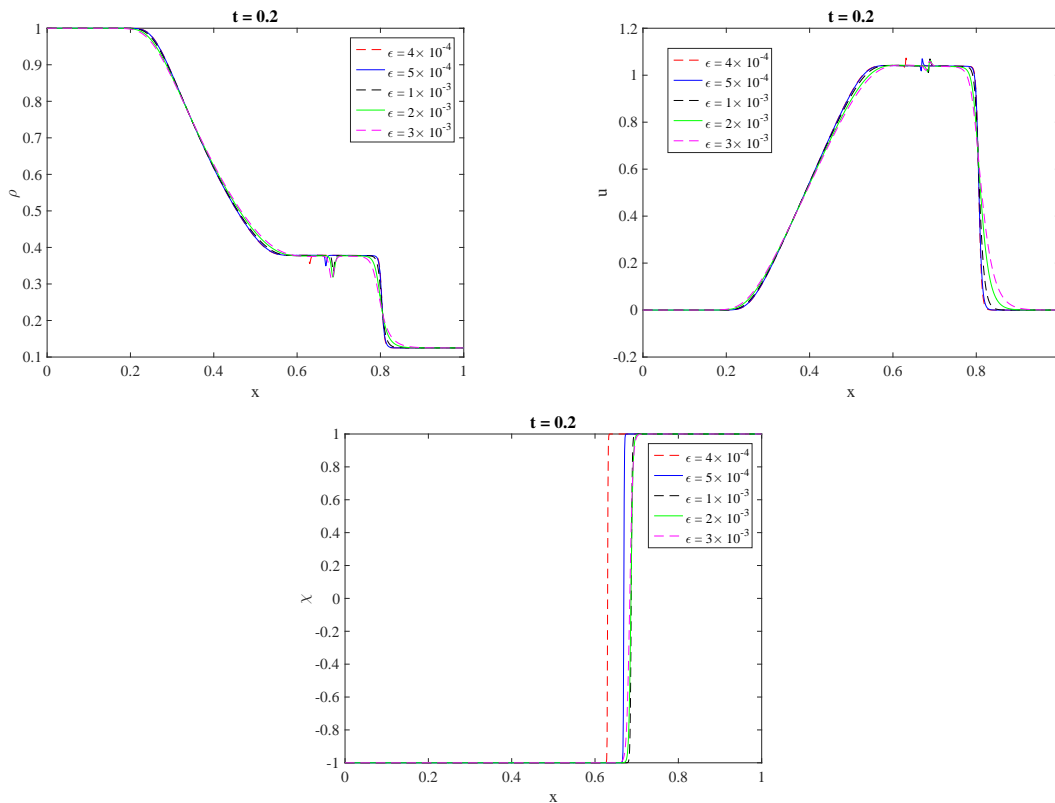 t = 0.2
1
0.9
0.8
0.7
0.6
0.5
0.4
0.3
0.2
0.1
ρ
0 0.2 0.4 0.6 0.8 1
x
ϵ = 4× 10⁻⁴
ϵ = 5× 10⁻⁴
ϵ = 1× 10⁻³
ϵ = 2× 10⁻³
ϵ = 3× 10⁻³
t = 0.2
1.2
1
0.8
0.6
0.4
0.2
0
-0.2
u
0 0.2 0.4 0.6 0.8
x
ϵ = 4× 10⁻⁴
ϵ = 5× 10⁻⁴
ϵ = 1× 10⁻³
ϵ = 2× 10⁻³
ϵ = 3× 10⁻³
t = 0.2
1
0.8
0.6
0.4
0.2
0
-0.2
-0.4
-0.6
-0.8
-1
χ
0 0.2 0.4 0.6 0.8 1
x
ϵ = 4× 10⁻⁴
ϵ = 5× 10⁻⁴
ϵ = 1× 10⁻³
ϵ = 2× 10⁻³
ϵ = 3× 10⁻³